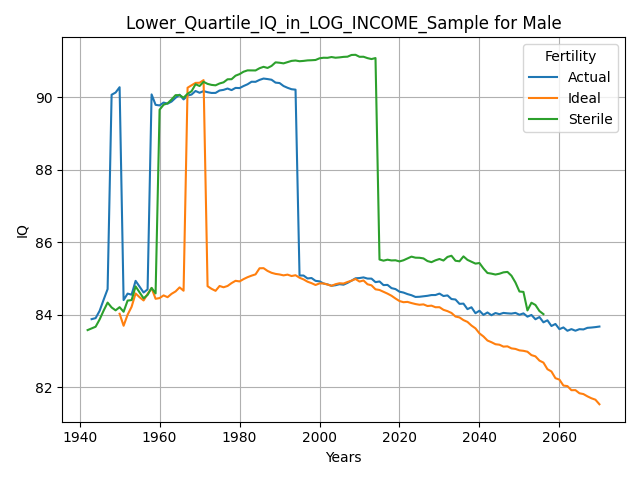 Lower_Quartile_IQ_in_LOG_INCOME_Sample for Male
Fertility
Actual
Ideal
Sterile
IQ
90
88
86
84
82
1940 1960 1980 2000 2020 2040 2060
Years